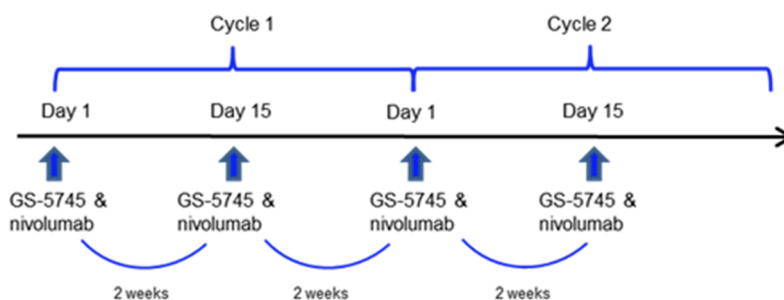 Cycle 1 Cycle 2
Day 1 Day 15 Day 1 Day 15
GS-5745 & GS-5745 & GS-5745 & GS-5745 &
nivolumab nivolumab nivolumab nivolumab
2 weeks 2 weeks 2 weeks